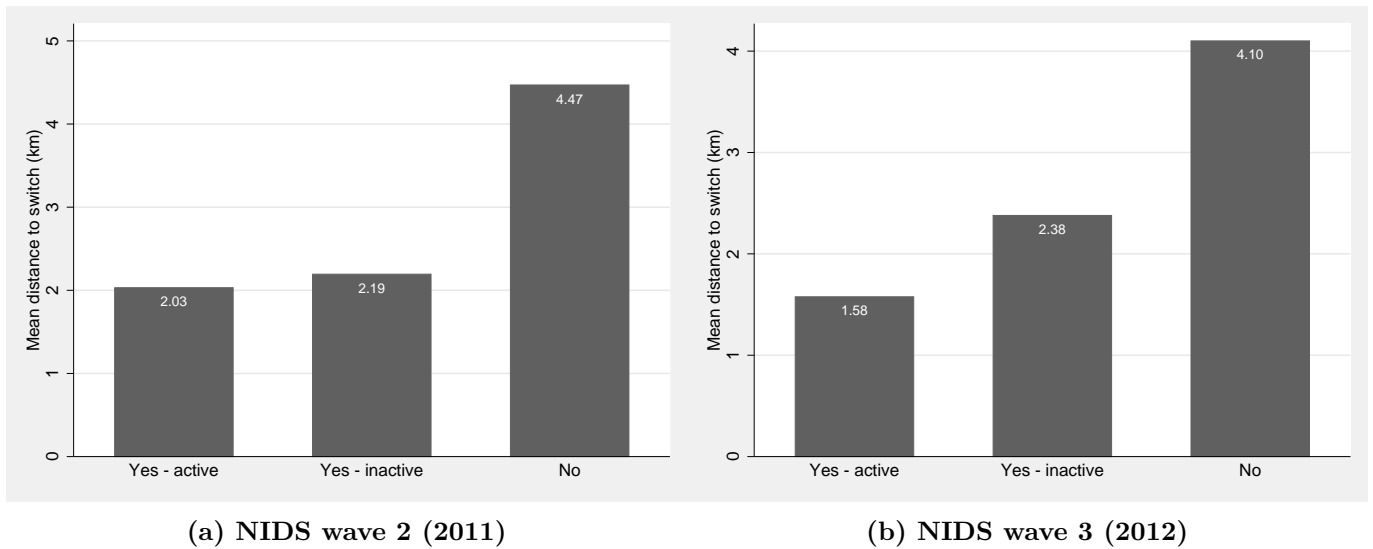 Mean distance to switch (km)
5
4
3
2
1
0
2.03
2.19
4.47
Yes - active
Yes - inactive
No
(a) NIDS wave 2 (2011)
Mean distance to switch (km)
4
3
2
1
0
1.58
2.38
4.10
Yes - active
Yes - inactive
No
(b) NIDS wave 3 (2012)